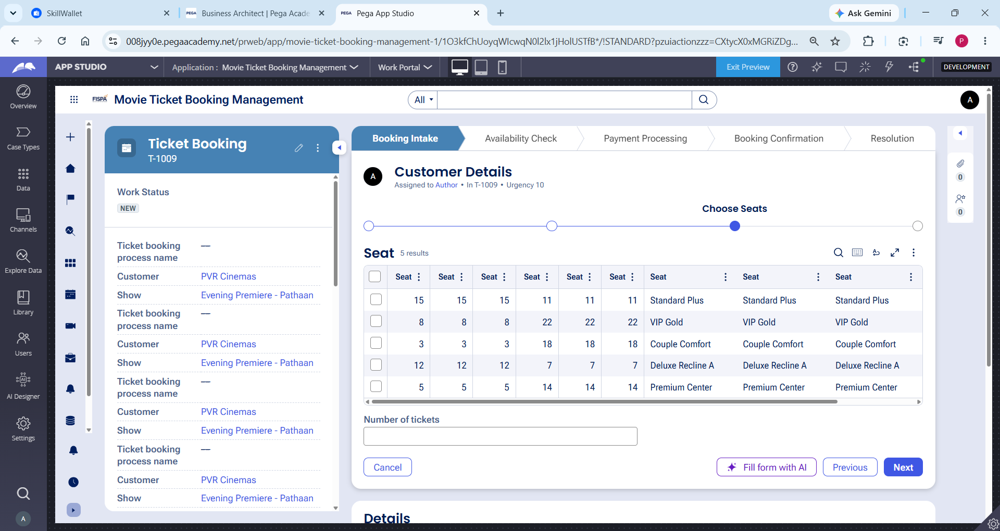 SkillWallet
PEGA Business Architect | Pega Acade
PEGA Pega App Studio
Ask Gemini
008jyy0e.pegaacademy.net/prweb/app/movie-ticket-booking-management-1/1O3kfChUoyqWIcwqN0l2lx1jHolUSTfB*/!STANDARD?pzuiactionzzz=CXtycX0xMGRiZDg...
P
APP STUDIO
Application : Movie Ticket Booking Management
Work Portal
Exit Preview
DEVELOPMENT
Overview
Case Types
Data
Channels
Explore Data
Library
Users
AI
AI Designer
Settings
A
FISPA
Movie Ticket Booking Management
All
A
Ticket Booking
T-1009
Work Status
NEW
Ticket booking process name —
Customer PVR Cinemas
Show Evening Premiere - Pathaan
Ticket booking process name —
Customer PVR Cinemas
Show Evening Premiere - Pathaan
Ticket booking process name —
Customer PVR Cinemas
Show Evening Premiere - Pathaan
Ticket booking process name —
Customer PVR Cinemas
Show Evening Premiere - Pathaan
Booking Intake Availability Check Payment Processing Booking Confirmation Resolution
A
Customer Details
Assigned to Author • In T-1009 • Urgency 10
Choose Seats
Seat 5 results
Seat Seat Seat Seat Seat Seat Seat Seat Seat
15 15 15 11 11 11 Standard Plus Standard Plus Standard Plus
8 8 8 22 22 22 VIP Gold VIP Gold VIP Gold
3 3 3 18 18 18 Couple Comfort Couple Comfort Couple Comfort
12 12 12 7 7 7 Deluxe Recline A Deluxe Recline A Deluxe Recline A
5 5 5 14 14 14 Premium Center Premium Center Premium Center
Number of tickets
Cancel Fill form with AI Previous Next
Details
0
0